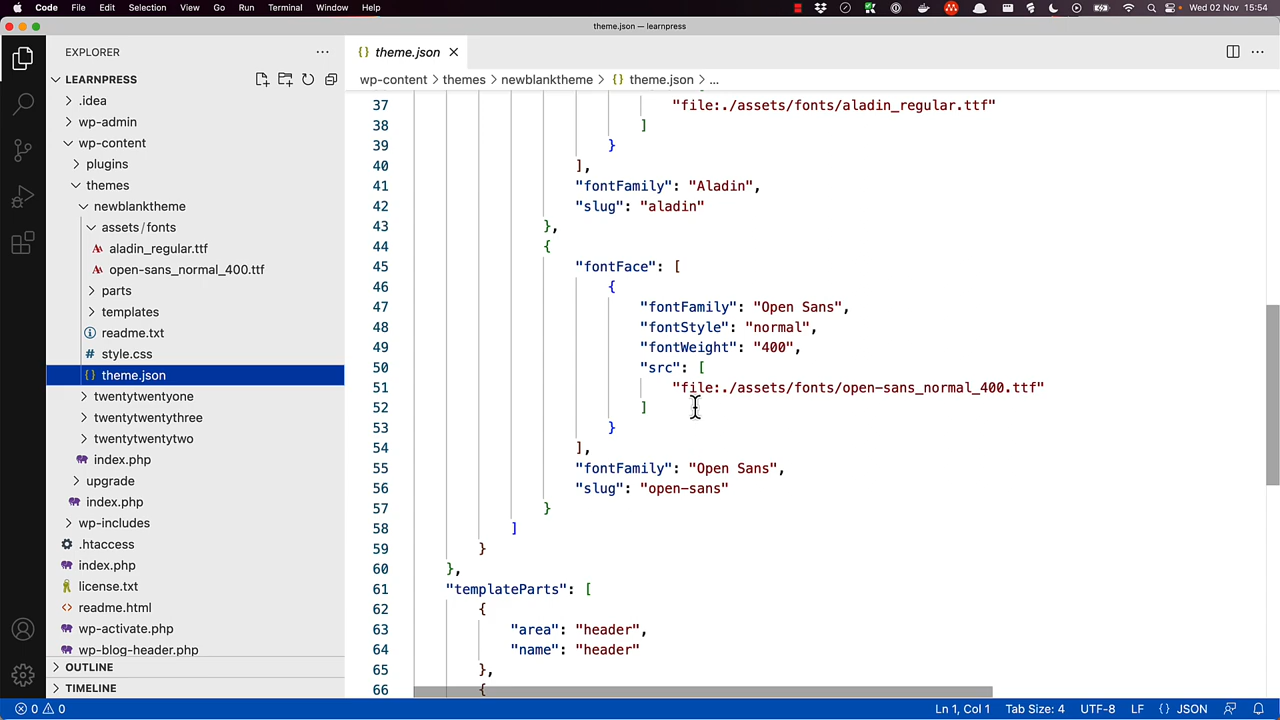 Code File Edit Selection View Go Run Terminal Window Help Wed 02 Nov 15:54
theme.json — learnpress
EXPLORER
theme.json
LEARNPRESS
wp-content themes newblanktheme theme.json ...
.idea
wp-admin
wp-content
plugins
themes
newblanktheme
assets/fonts
aladin_regular.ttf
open-sans_normal_400.ttf
parts
templates
readme.txt
style.css
theme.json
twentytwentyone
twentytwentythree
twentytwentytwo
index.php
upgrade
index.php
wp-includes
.htaccess
index.php
license.txt
readme.html
wp-activate.php
wp-blog-header.php
OUTLINE
TIMELINE
37 "file:./assets/fonts/aladin_regular.ttf"
38 ]
39 }
40 ],
41 "fontFamily": "Aladin",
42 "slug": "aladin"
43 },
44 {
45 "fontFace": [
46 {
47 "fontFamily": "Open Sans",
48 "fontStyle": "normal",
49 "fontWeight": "400",
50 "src": [
51 "file:./assets/fonts/open-sans_normal_400.ttf"
52 ]
53 }
54 ],
55 "fontFamily": "Open Sans",
56 "slug": "open-sans"
57 }
58 ]
59 }
60 },
61 "templateParts": [
62 {
63 "area": "header",
64 "name": "header"
65 },
66 {
0 0 Ln 1, Col 1 Tab Size: 4 UTF-8 LF {} JSON